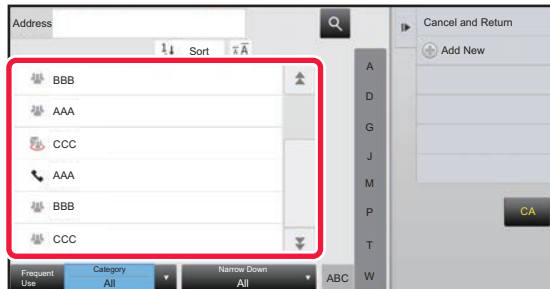 Address
Sort
BBB
AAA
CCC
AAA
BBB
CCC
Frequent Use
Category
All
Narrow Down
All
ABC
A
D
G
J
M
P
T
W
Cancel and Return
Add New
CA